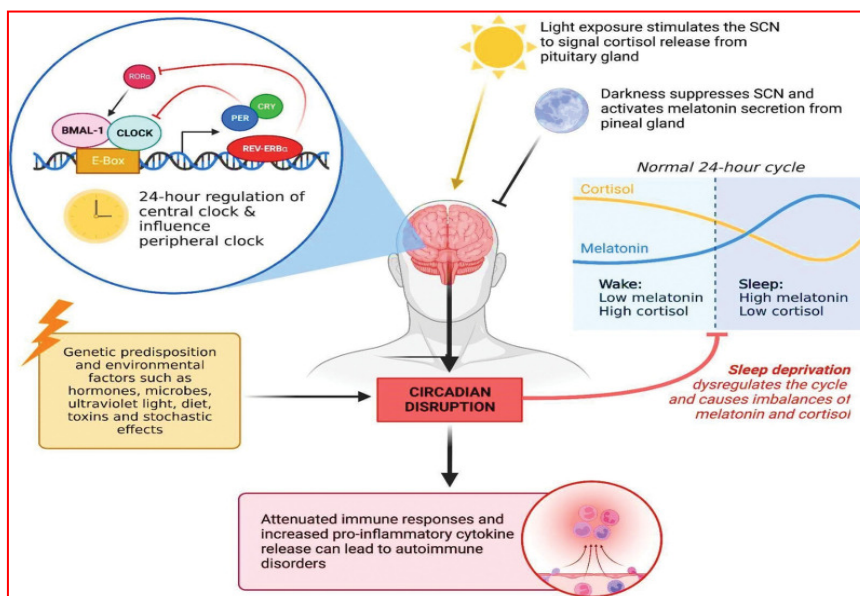 Light exposure stimulates the SCN
to signal cortisol release from
pituitary gland
Darkness suppresses SCN and
activates melatonin secretion from
pineal gland
RORα
BMAL-1
CLOCK
PER
CRY
REV-ERBα
E-Box
24-hour regulation of
central clock &
influence
peripheral clock
Normal 24-hour cycle
Cortisol
Melatonin
Wake:
Low melatonin
High cortisol
Sleep:
High melatonin
Low cortisol
Genetic predisposition
and environmental
factors such as
hormones, microbes,
ultraviolet light, diet,
toxins and stochastic
effects
CIRCADIAN
DISRUPTION
Sleep deprivation
dysregulates the cycle
and causes imbalances of
melatonin and cortisol
Attenuated immune responses and
increased pro-inflammatory cytokine
release can lead to autoimmune
disorders